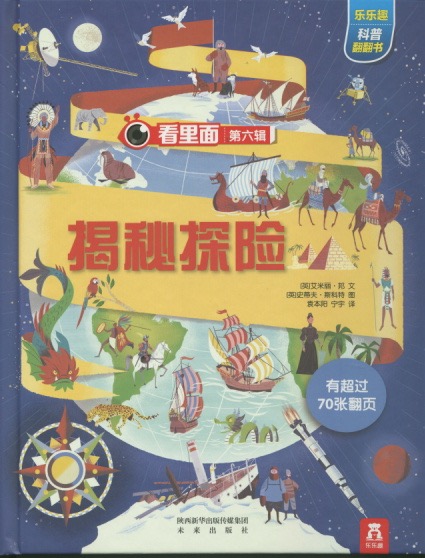 乐乐趣
科普
翻翻书
看里面 第六辑
揭秘探险
[英]艾米丽·邦 文
[英]史蒂夫·斯科特 图
袁本阳 宁宇 译
有超过
70张翻页
陕西新华出版传媒集团
未来出版社
乐乐趣